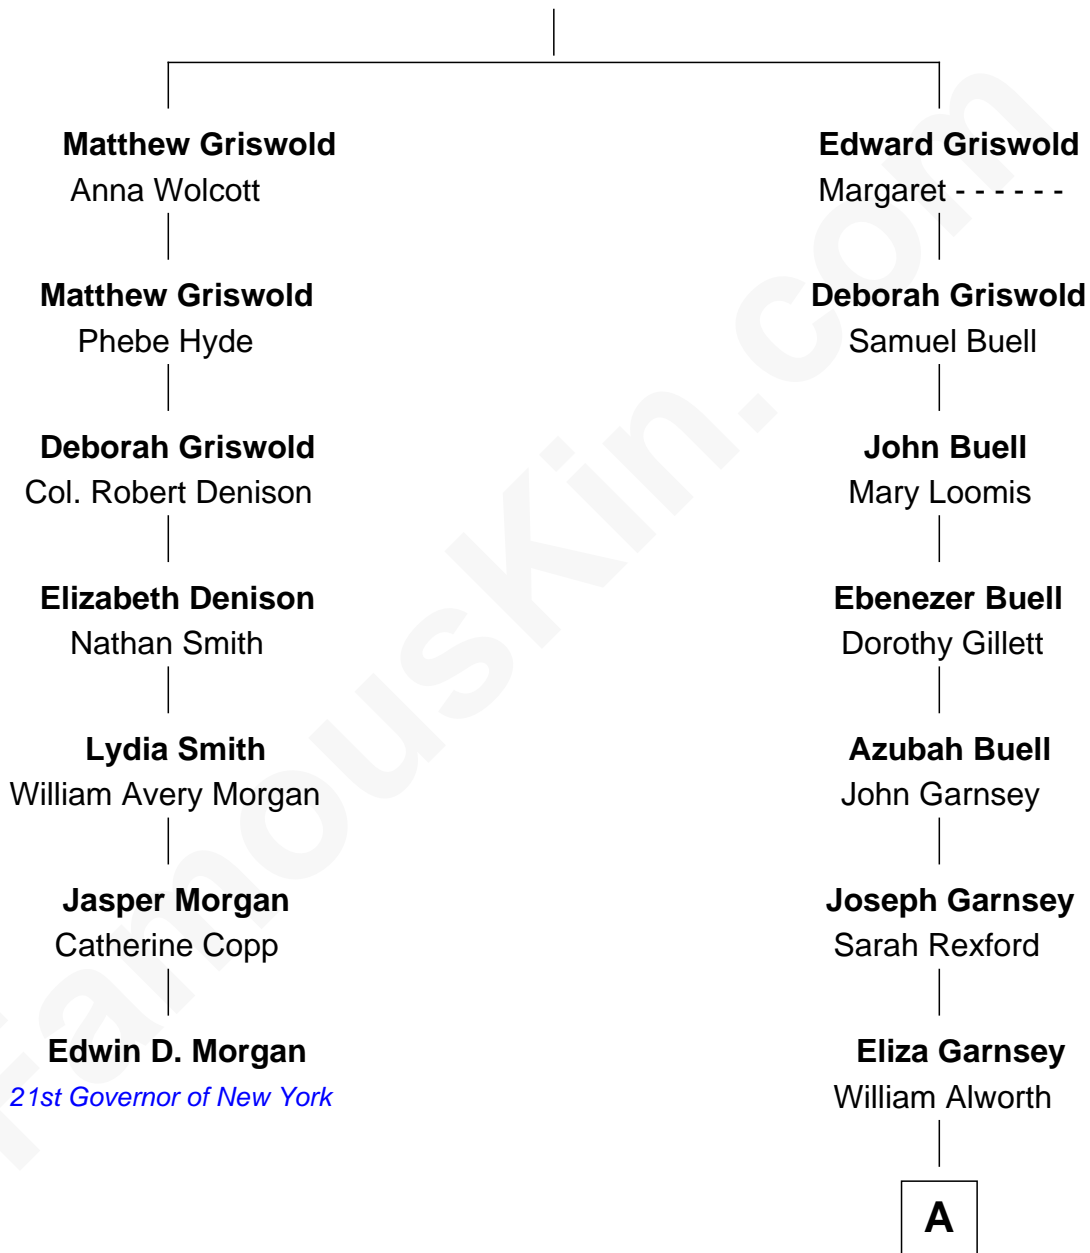 Matthew Griswold
Anna Wolcott
Matthew Griswold
Phebe Hyde
Deborah Griswold
Col. Robert Denison
Elizabeth Denison
Nathan Smith
Lydia Smith
William Avery Morgan
Jasper Morgan
Catherine Copp
Edwin D. Morgan
21st Governor of New York
Edward Griswold
Margaret - - - - - -
Deborah Griswold
Samuel Buell
John Buell
Mary Loomis
Ebenezer Buell
Dorothy Gillett
Azubah Buell
John Garnsey
Joseph Garnsey
Sarah Rexford
Eliza Garnsey
William Alworth
A
FamousKin.com